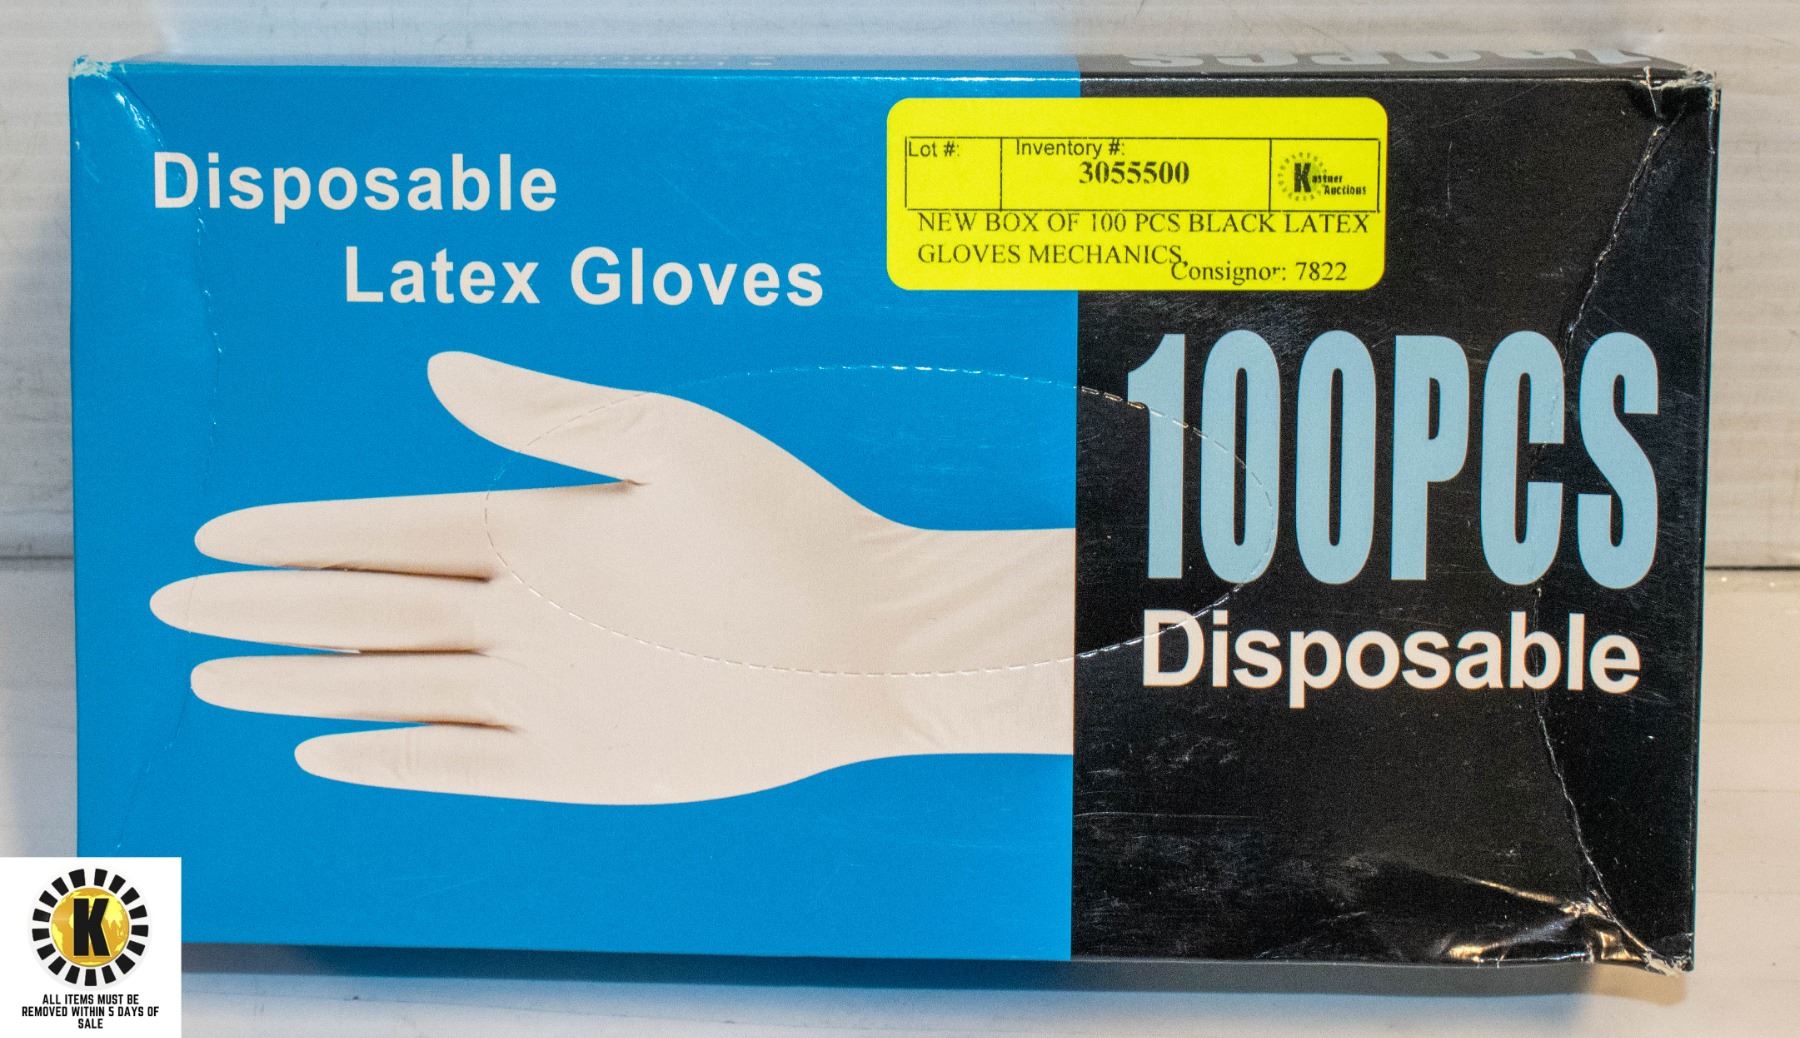 100PCS
Disposable
Latex Gloves
Lot #:
Inventory #:
3055500
Kastner
Auctions
NEW BOX OF 100 PCS BLACK LATEX
GLOVES MECHANICS,
Consignor: 7822
100PCS
Disposable
K
ALL ITEMS MUST BE
REMOVED WITHIN 5 DAYS OF
SALE